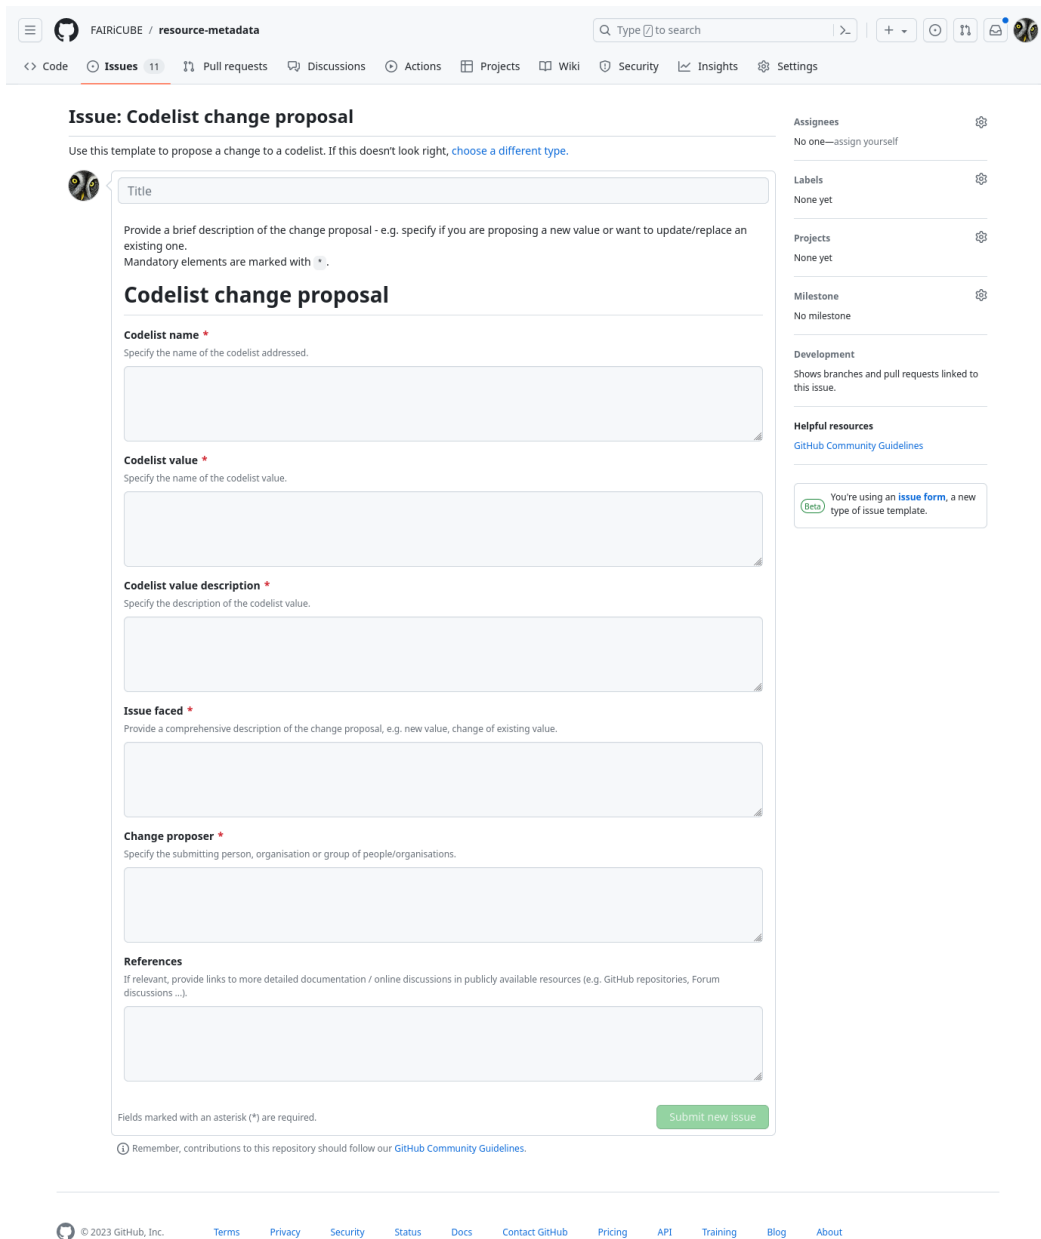 FAIRiCUBE / resource-metadata
Type / to search
Code
Issues 11
Pull requests
Discussions
Actions
Projects
Wiki
Security
Insights
Settings
Issue: Codelist change proposal
Use this template to propose a change to a codelist. If this doesn’t look right, choose a different type.
Title
Provide a brief description of the change proposal - e.g. specify if you are proposing a new value or want to update/replace an
existing one.
Mandatory elements are marked with *.
Codelist change proposal
Codelist name *
Specify the name of the codelist addressed.
Codelist value *
Specify the name of the codelist value.
Codelist value description *
Specify the description of the codelist value.
Issue faced *
Provide a comprehensive description of the change proposal, e.g. new value, change of existing value.
Change proposer *
Specify the submitting person, organisation or group of people/organisations.
References
If relevant, provide links to more detailed documentation / online discussions in publicly available resources (e.g. GitHub repositories, Forum
discussions ...).
Fields marked with an asterisk (*) are required.
Submit new issue
Remember, contributions to this repository should follow our GitHub Community Guidelines.
Assignees
No one—assign yourself
Labels
None yet
Projects
None yet
Milestone
No milestone
Development
Shows branches and pull requests linked to
this issue.
Helpful resources
GitHub Community Guidelines
Beta
You’re using an issue form, a new
type of issue template.
© 2023 GitHub, Inc.
Terms
Privacy
Security
Status
Docs
Contact GitHub
Pricing
API
Training
Blog
About